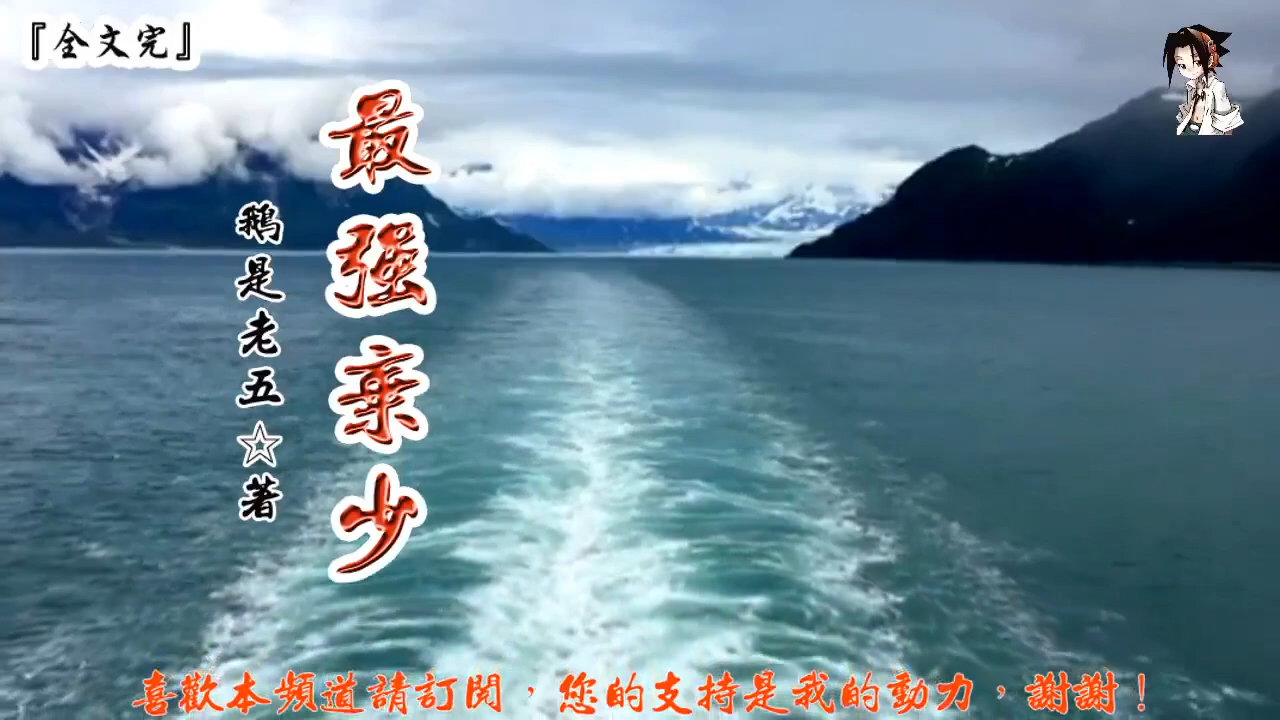 『全文完』
最强棄少
鵝是老五☆著
喜歡本頻道請訂閱，您的支持是我的動力，謝謝！